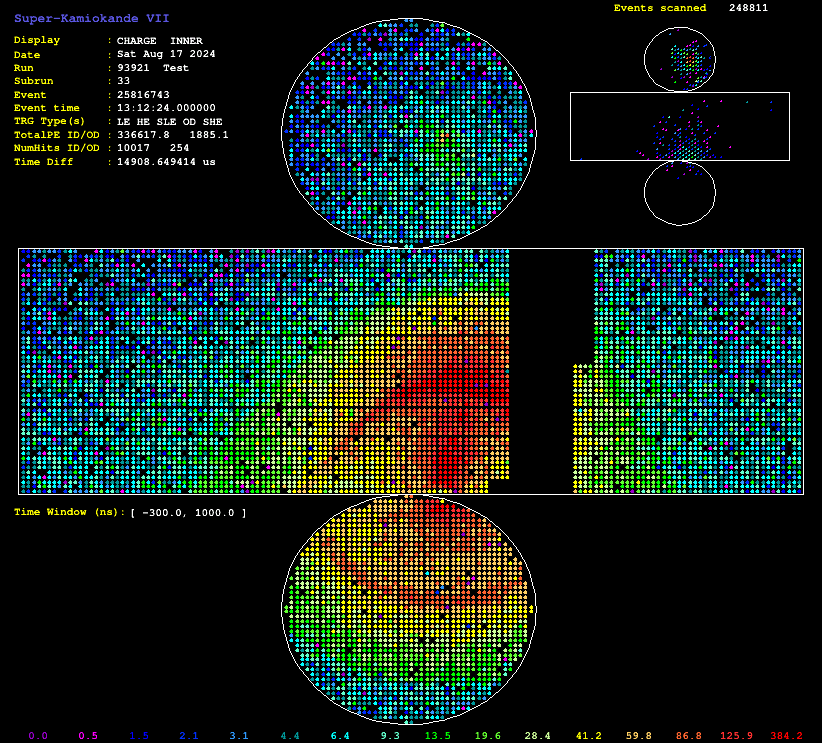 Super-Kamiokande VII
Events scanned 248811
Display : CHARGE INNER
Date : Sat Aug 17 2024
Run : 93921 Test
Subrun : 33
Event : 25816743
Event time : 13:12:24.000000
TRG Type(s) : LE HE SLE OD SHE
TotalPE ID/OD : 336617.8 1885.1
NumHits ID/OD : 10017 254
Time Diff : 14908.649414 us
Time Window (ns): [ -300.0, 1000.0 ]
0.0 0.5 1.5 2.1 3.1 4.4 6.4 9.3 13.5 19.6 28.4 41.2 59.8 86.8 125.9 384.2